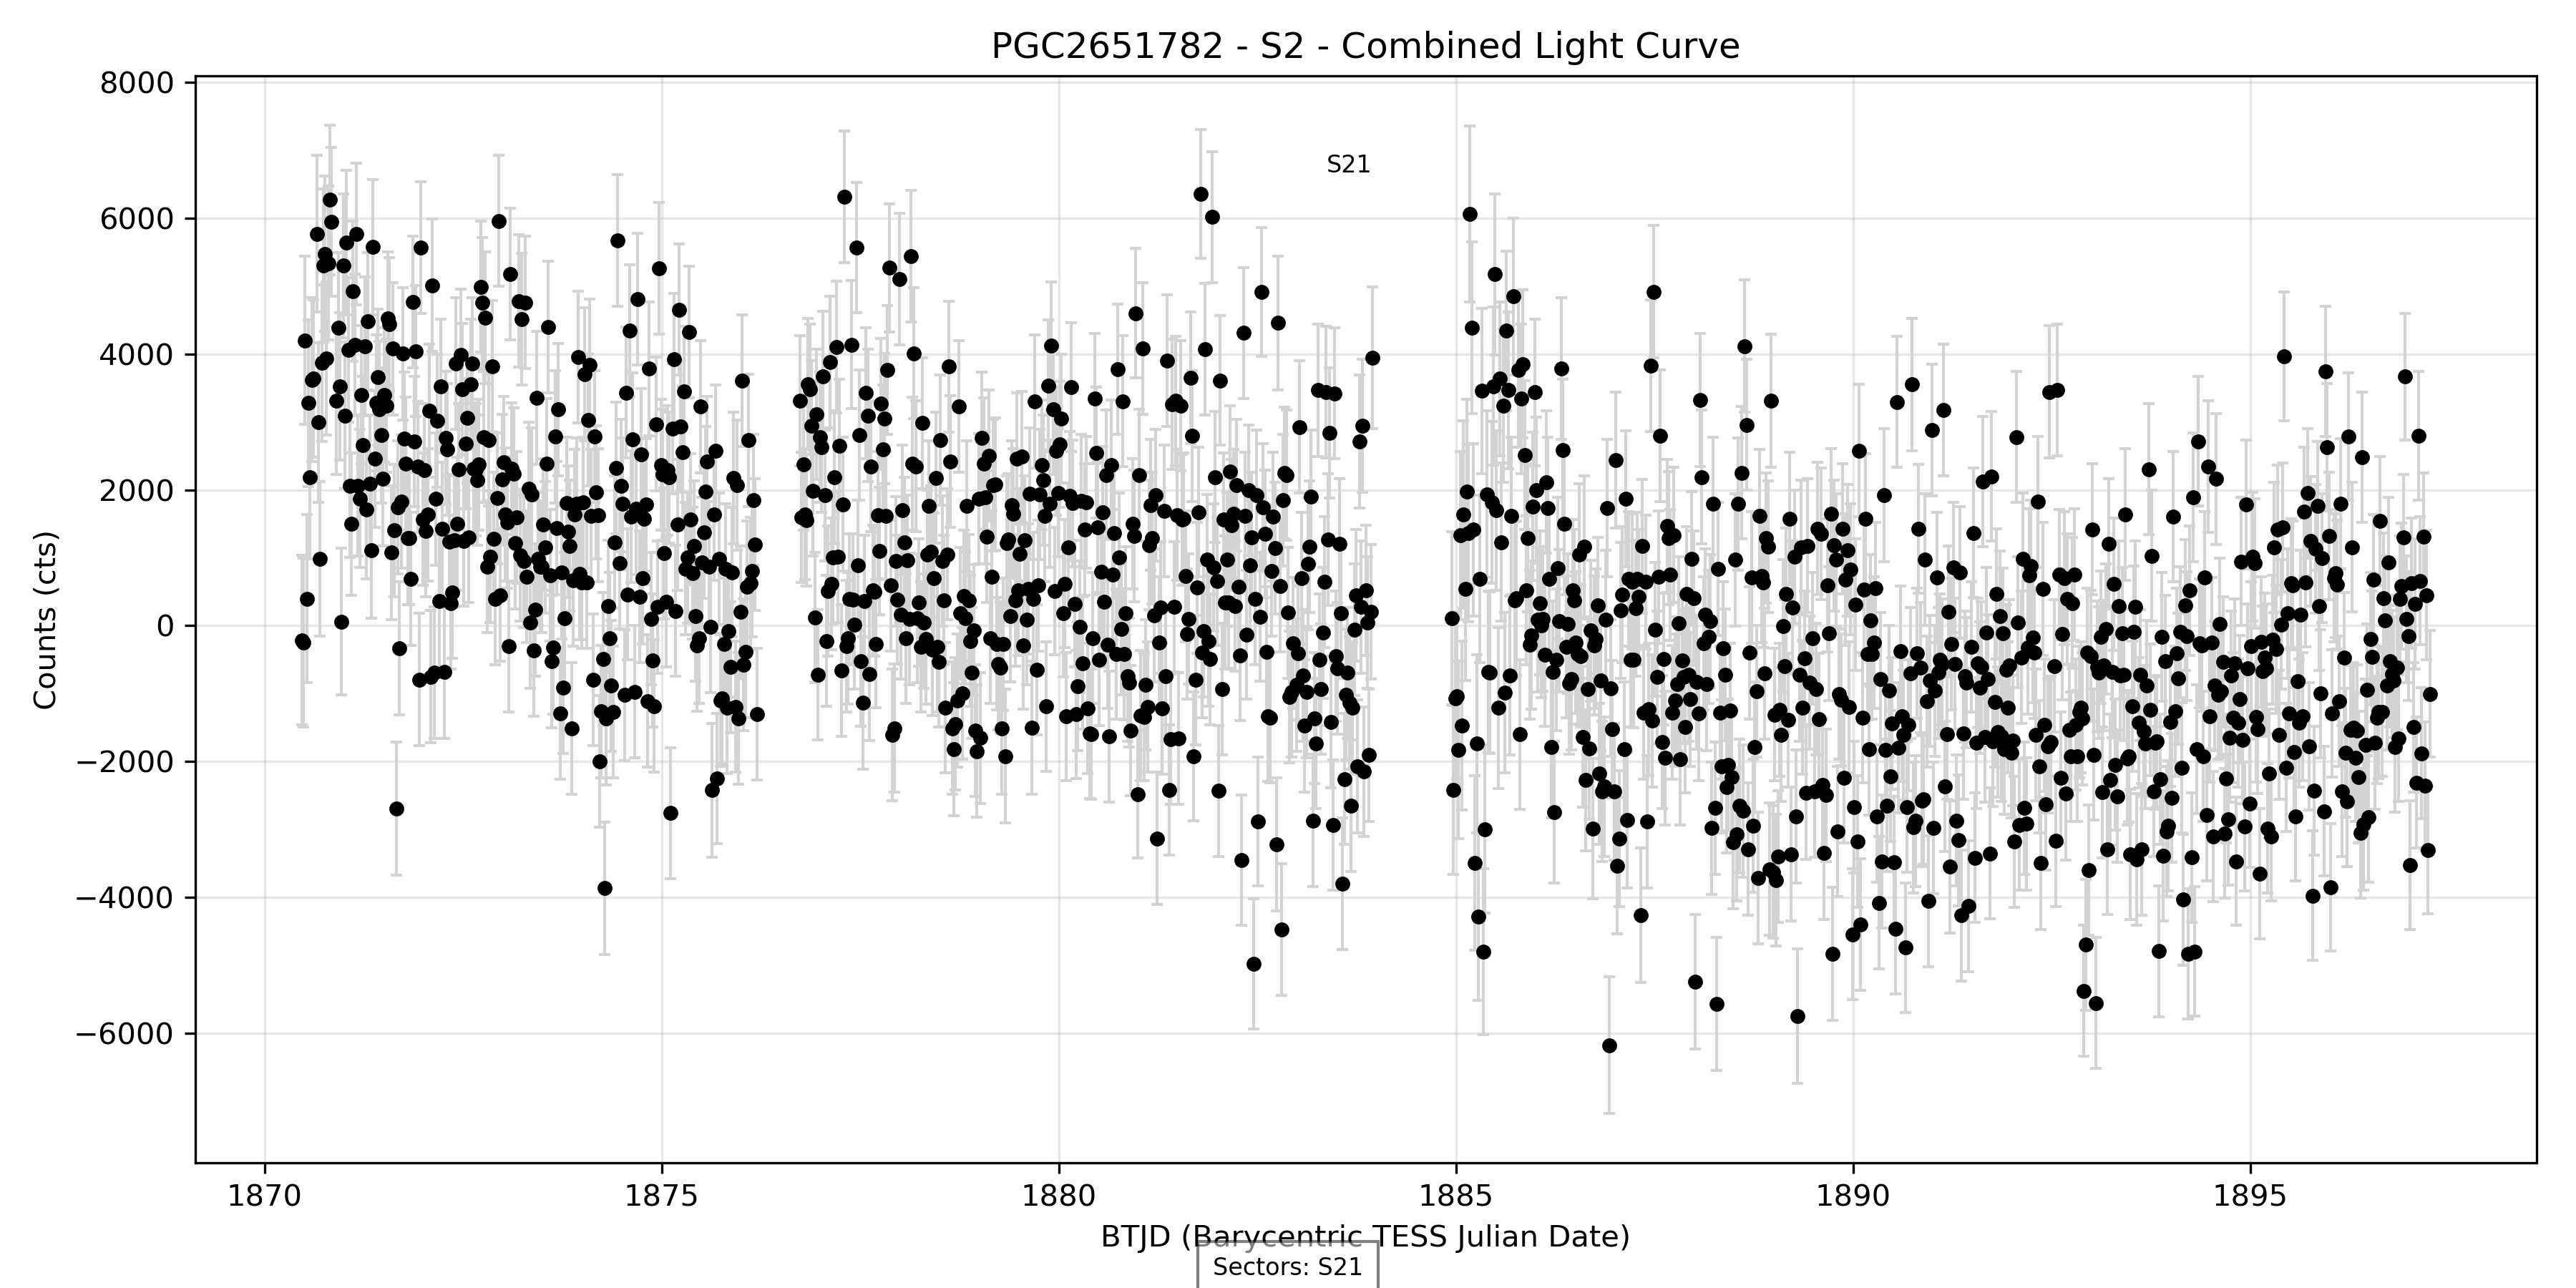 PGC2651782 - S2 - Combined Light Curve
8000
6000
4000
2000
0
−2000
−4000
−6000
Counts (cts)
S21
1870
1875
1880
1885
1890
1895
BTJD (Barycentric TESS Julian Date)
Sectors: S21